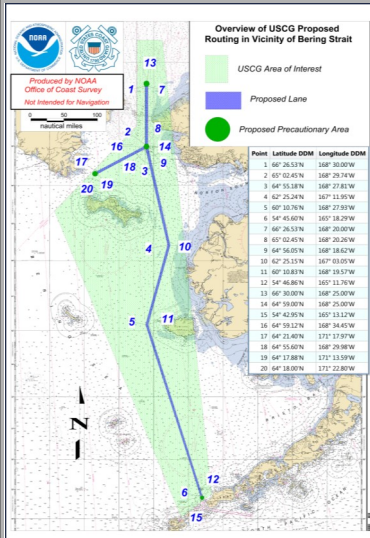 NOAA
Overview of USCG Proposed
Routing in Vicinity of Bering Strait
USCG Area of Interest
Proposed Lane
Proposed Precautionary Area
Produced by NOAA
Office of Coast Survey
Not Intended for Navigation
0 50 100
nautical miles
Point Latitude DDM Longitude DDM
1 66° 26.53'N 168° 30.00'W
2 65° 02.45'N 168° 29.74'W
3 64° 55.18'N 168° 27.81'W
4 62° 25.24'N 167° 11.95'W
5 60° 10.76'N 168° 27.93'W
6 54° 45.60'N 165° 18.29'W
7 66° 26.53'N 168° 20.00'W
8 65° 02.45'N 168° 20.26'W
9 64° 56.05'N 168° 18.62'W
10 62° 25.15'N 167° 03.05'W
11 60° 10.83'N 168° 19.57'W
12 54° 46.86'N 165° 11.76'W
13 66° 30.00'N 168° 25.00'W
14 64° 59.00'N 168° 25.00'W
15 54° 42.95'N 165° 13.12'W
16 64° 59.12'N 168° 34.45'W
17 64° 21.40'N 171° 17.97'W
18 64° 55.60'N 168° 29.98'W
19 64° 17.88'N 171° 13.59'W
20 64° 18.00'N 171° 22.80'W
13
1 7
2 8
16 14
17 18 3 9
20 19
4 10
5 11
N
12
6
15